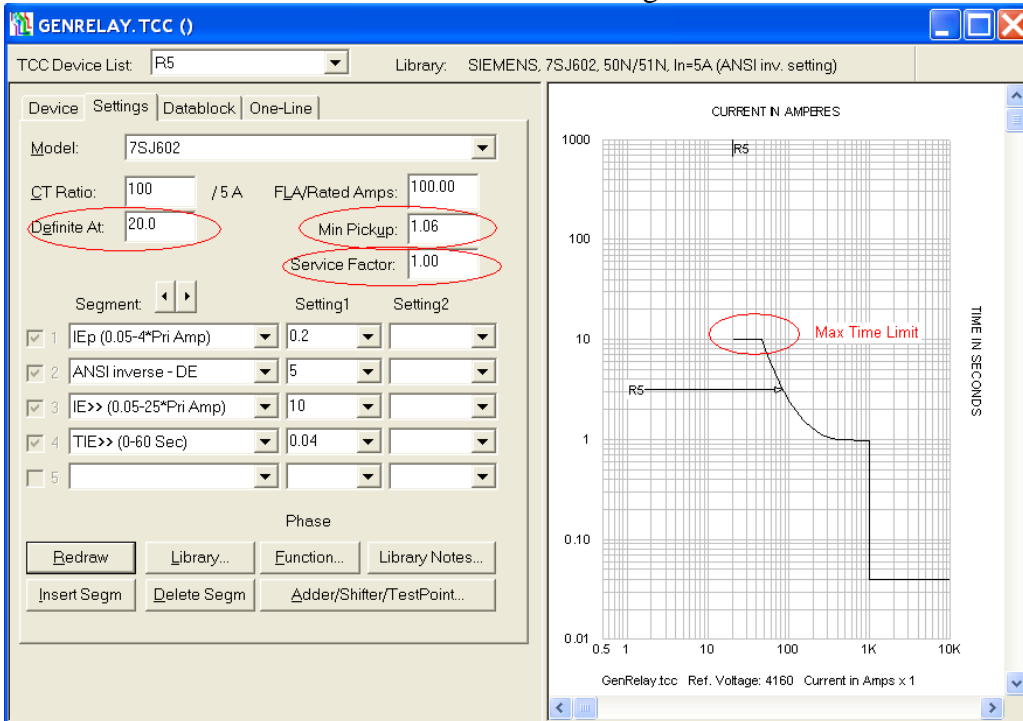 GENRELAY.TCC ()
TCC Device List: R5 Library: SIEMENS, 7SJ602, 50N/51N, In=5A (ANSI inv. setting)
Device Settings Datablock One-Line
Model: 7SJ602
CT Ratio: 100 / 5 A FLA/Rated Amps: 100.00
Definite At: 20.0 Min Pickup: 1.06
Service Factor: 1.00
Segment: Setting1 Setting2
1 IEp (0.05-4*Pri Amp) 0.2
2 ANSI inverse - DE 5
3 IE>> (0.05-25*Pri Amp) 10
4 TIE>> (0-60 Sec) 0.04
5
Phase
Redraw Library... Function... Library Notes...
Insert Segm Delete Segm Adder/Shifter/TestPoint...
CURRENT IN AMPERES
1000
R5
100
10
Max Time Limit
R5
1
0.10
0.01
TIME IN SECONDS
0.5 1 10 100 1K 10K
GenRelay.tcc Ref. Voltage: 4160 Current in Amps x 1